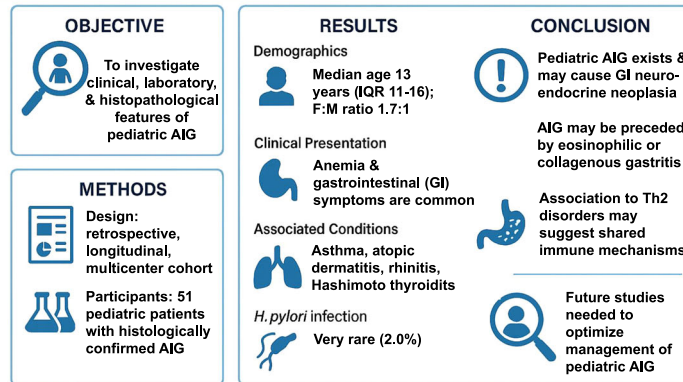 OBJECTIVE
To investigate
clinical, laboratory,
& histopathological
features of
pediatric AIG
METHODS
Design:
retrospective,
longitudinal,
multicenter cohort
Participants: 51
pediatric patients
with histologically
confirmed AIG
RESULTS
Demographics
Median age 13
years (IQR 11-16);
F:M ratio 1.7:1
Clinical Presentation
Anemia &
gastrointestinal (GI)
symptoms are common
Associated Conditions
Asthma, atopic
dermatitis, rhinitis,
Hashimoto thyroidits
H. pylori infection
Very rare (2.0%)
CONCLUSION
Pediatric AIG exists &
may cause GI neuro-
endocrine neoplasia
AIG may be preceded
by eosinophilic or
collagenous gastritis
Association to Th2
disorders may
suggest shared
immune mechanisms
Future studies
needed to
optimize
management of
pediatric AIG